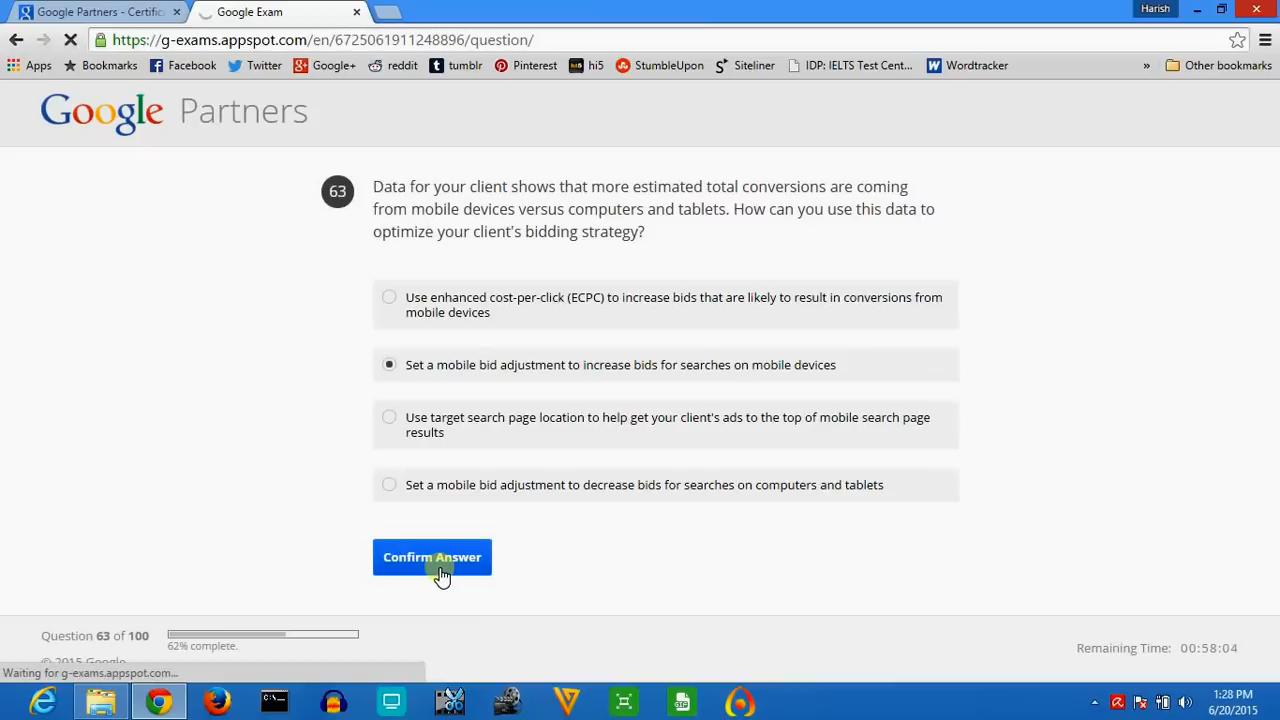 Google Partners - Certific
Google Exam
Harish
https://g-exams.appspot.com/en/6725061911248896/question/
Apps
Bookmarks
Facebook
Twitter
Google+
reddit
tumblr
Pinterest
hi5
StumbleUpon
Siteliner
IDP: IELTS Test Cent...
Wordtracker
»
Other bookmarks
Google Partners
63
Data for your client shows that more estimated total conversions are coming
from mobile devices versus computers and tablets. How can you use this data to
optimize your client's bidding strategy?
Use enhanced cost-per-click (ECPC) to increase bids that are likely to result in conversions from
mobile devices
Set a mobile bid adjustment to increase bids for searches on mobile devices
Use target search page location to help get your client's ads to the top of mobile search page
results
Set a mobile bid adjustment to decrease bids for searches on computers and tablets
Confirm Answer
Question 63 of 100
62% complete.
Remaining Time: 00:58:04
© 2015 Google
Waiting for g-exams.appspot.com...
1:28 PM
6/20/2015